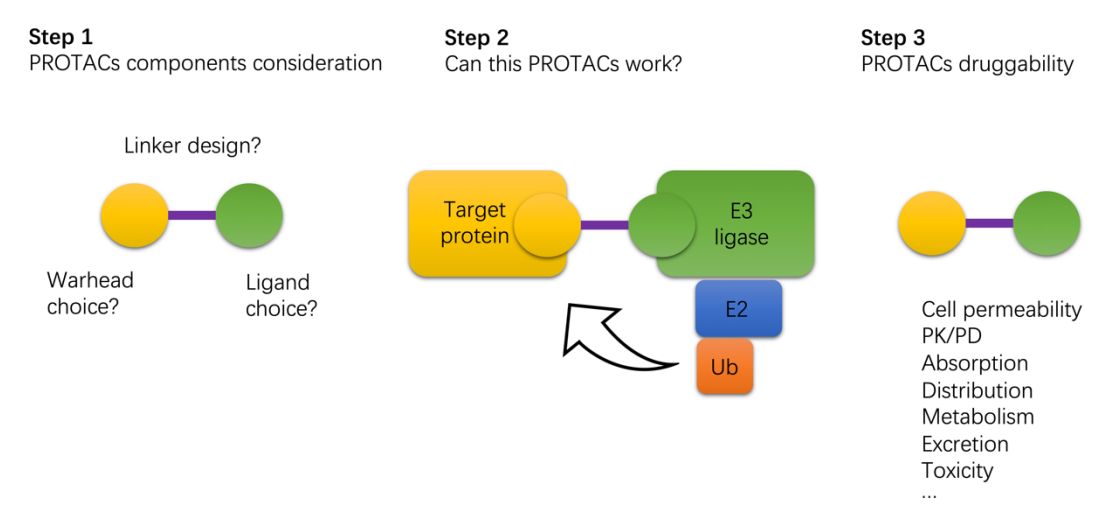 Step 1
PROTACs components consideration
Linker design?
Warhead
choice?
Ligand
choice?
Step 2
Can this PROTACs work?
Target
protein
E3
ligase
E2
Ub
Step 3
PROTACs druggability
Cell permeability
PK/PD
Absorption
Distribution
Metabolism
Excretion
Toxicity
...